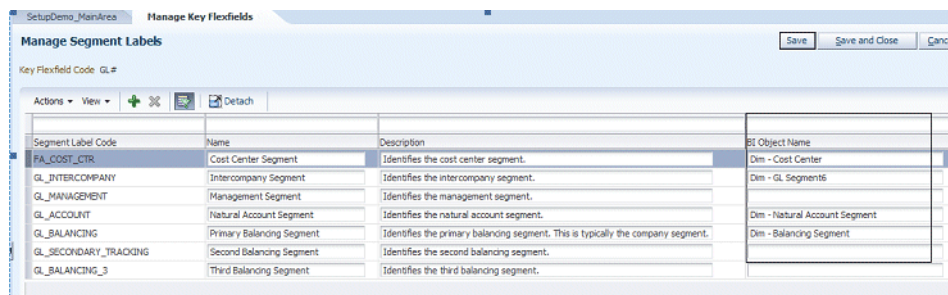 SetupDemo_MainArea Manage Key Flexfields
Manage Segment Labels Save Save and Close
Key Flexfield Code GL#
Actions View Detach
Segment Label Code Name Description BI Object Name
FA_COST_CTR Cost Center Segment Identifies the cost center segment. Dim - Cost Center
GL_INTERCOMPANY Intercompany Segment Identifies the intercompany segment. Dim - GL Segment6
GL_MANAGEMENT Management Segment Identifies the management segment.
GL_ACCOUNT Natural Account Segment Identifies the natural account segment. Dim - Natural Account Segment
GL_BALANCING Primary Balancing Segment Identifies the primary balancing segment. This is typically the company segment. Dim - Balancing Segment
GL_SECONDARY_TRACKING Second Balancing Segment Identifies the second balancing segment.
GL_BALANCING_3 Third Balancing Segment Identifies the third balancing segment.